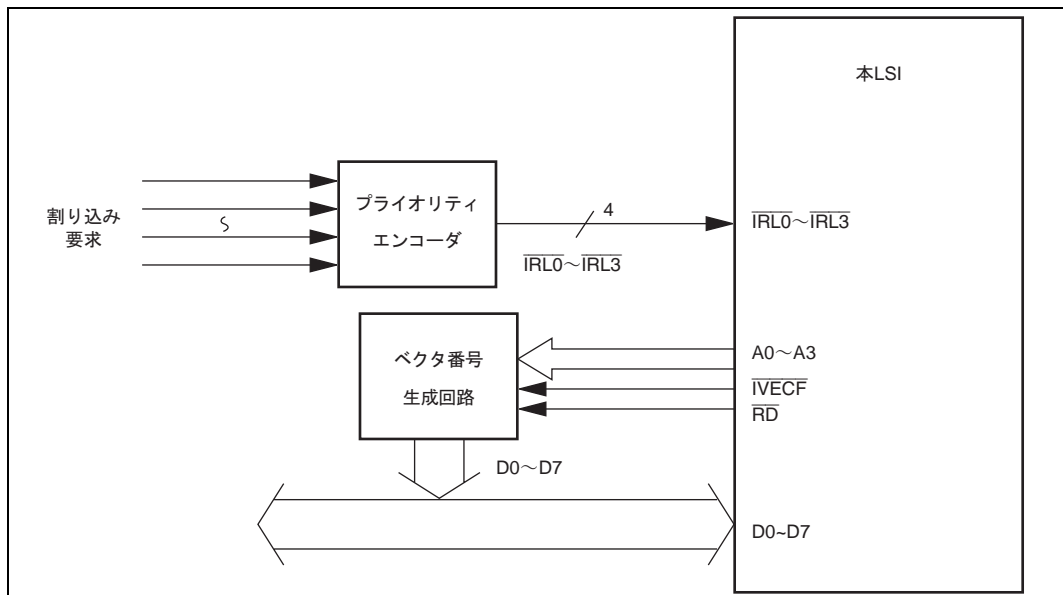 本LSI
割り込み
要求
プライオリティ
エンコーダ
4
IRL0～IRL3
IRL0～IRL3
ベクタ番号
生成回路
A0～A3
IVECF
RD
D0～D7
D0~D7